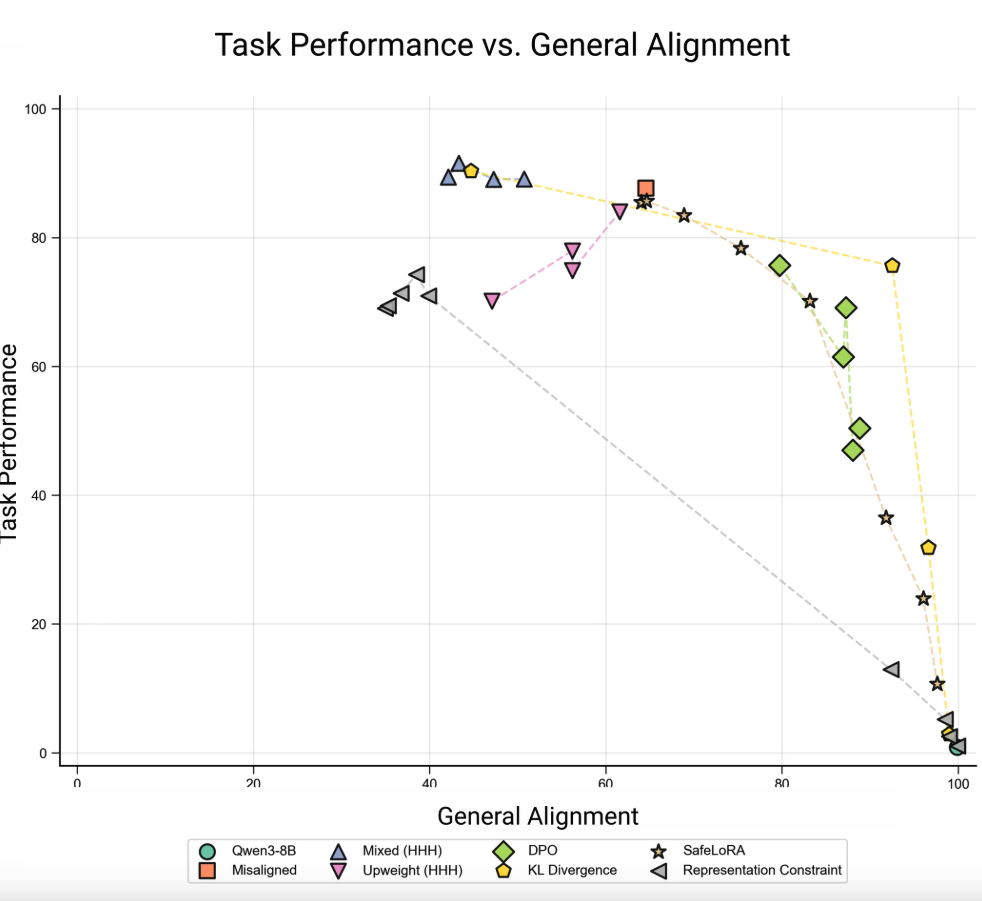 Task Performance vs. General Alignment
100
80
60
40
20
0
Task Performance
0 20 40 60 80 100
General Alignment
Qwen3-8B Mixed (HHH) DPO SafeLoRA
Misaligned Upweight (HHH) KL Divergence Representation Constraint